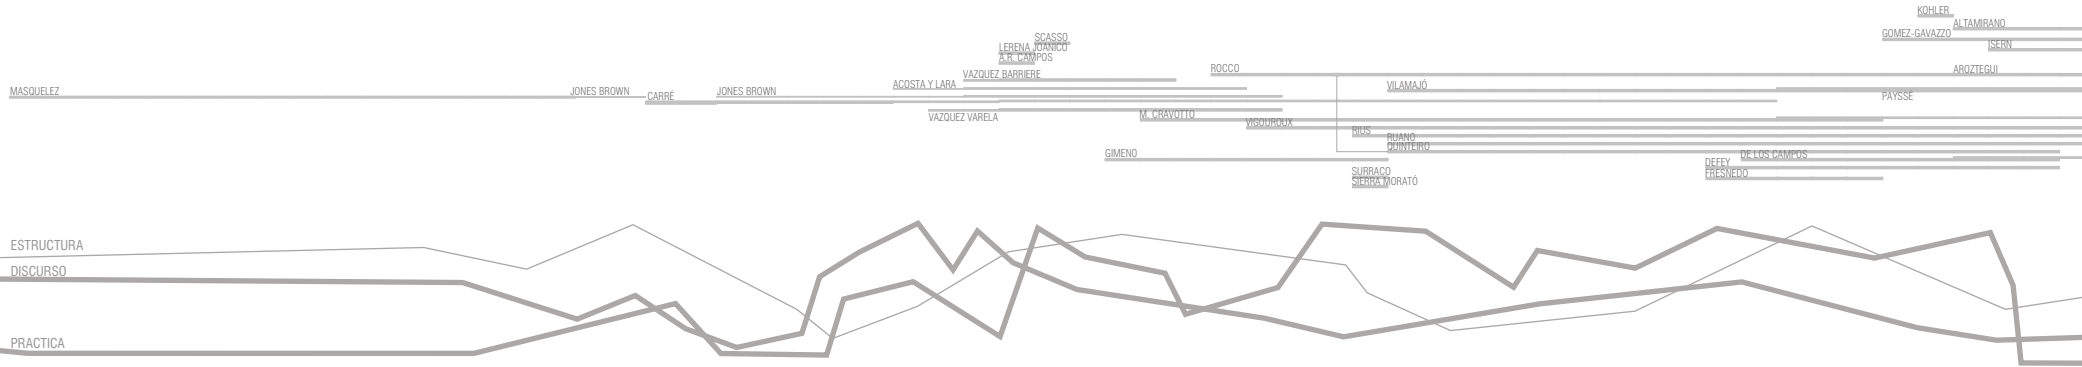 KOHLER
ALTAMIRANO
GOMEZ-GAVAZZO
ISERN
SCASSO
LERENA JOANICO
A.R. CAMPOS
VAZQUEZ BARRIERE
ROCCO
AROZTEGUI
MASQUELEZ
JONES BROWN
CARRÉ
JONES BROWN
ACOSTA Y LARA
VILAMAJÓ
PAYSSÉ
VAZQUEZ VARELA
M. CRAVOTTO
VIGOUROUX
RIUS
RUANO
QUINTEIRO
GIMENO
DE LOS CAMPOS
DEFEY
FRESNEDO
SURRACO
SIERRA MORATÓ
ESTRUCTURA
DISCURSO
PRACTICA